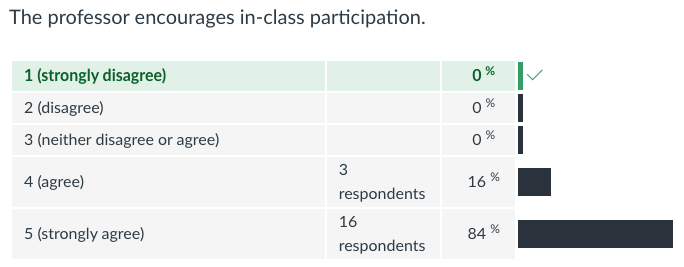 The professor encourages in-class participation.
1 (strongly disagree) 0 %
2 (disagree) 0 %
3 (neither disagree or agree) 0 %
4 (agree) 3 respondents 16 %
5 (strongly agree) 16 respondents 84 %